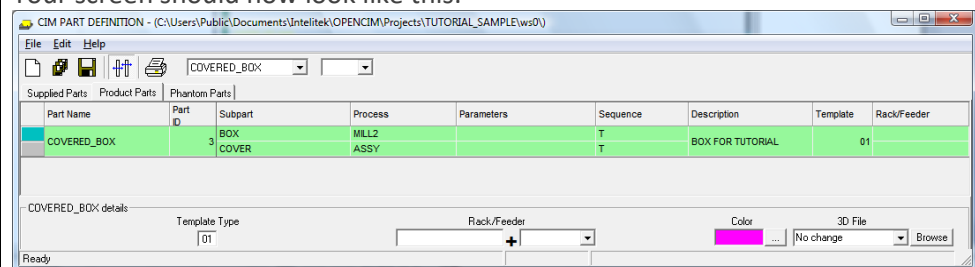 Your screen should now look like this:
CIM PART DEFINITION - (C:\Users\Public\Documents\Intelitek\OPENCIM\Projects\TUTORIAL_SAMPLE\ws0\)
File Edit Help
COVERED_BOX
Supplied Parts Product Parts Phantom Parts
Part Name Part ID Subpart Process Parameters Sequence Description Template Rack/Feeder
COVERED_BOX 3 BOX MILL2 T BOX FOR TUTORIAL 01
COVER ASSY T
COVERED_BOX details
Template Type Rack/Feeder Color 3D File
01 + ... No change Browse
Ready